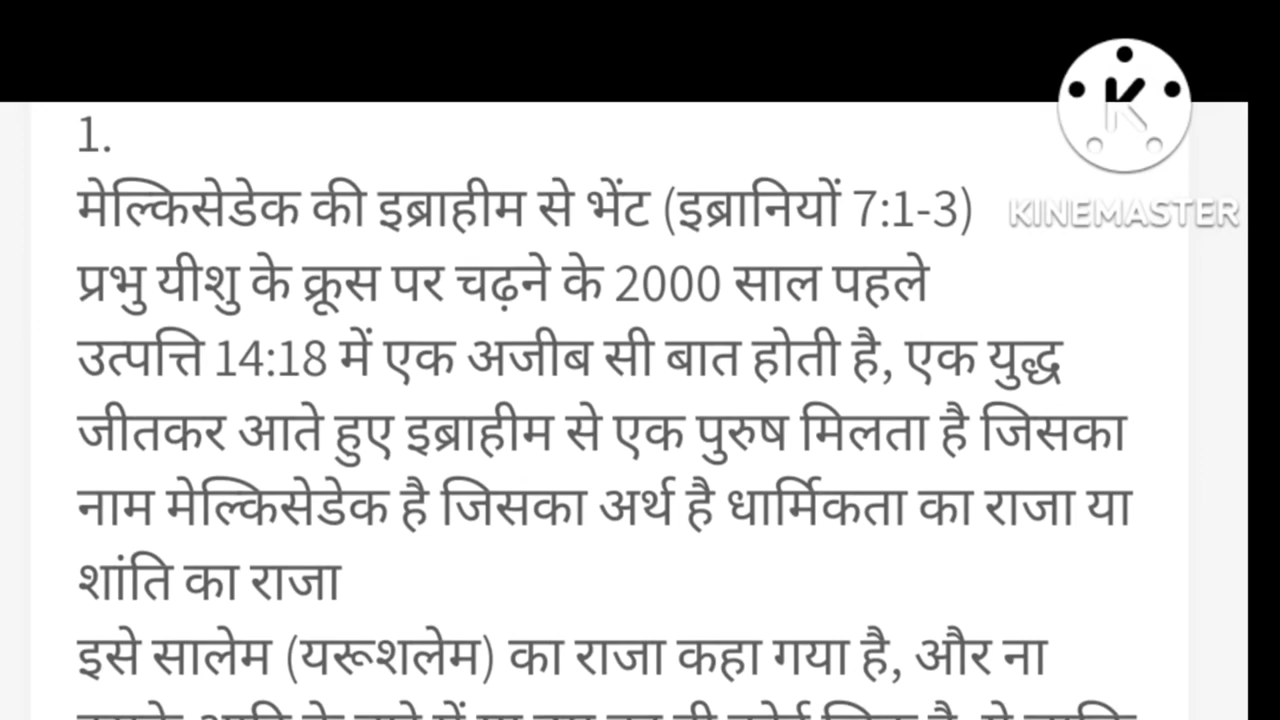 1.
मेल्किसेडेक की इब्राहीम से भेंट (इब्रानियों 7:1-3)
KINEMASTER
प्रभु यीशु के क्रूस पर चढ़ने के 2000 साल पहले
उत्पत्ति 14:18 में एक अजीब सी बात होती है, एक युद्ध
जीतकर आते हुए इब्राहीम से एक पुरुष मिलता है जिसका
नाम मेल्किसेडेक है जिसका अर्थ है धार्मिकता का राजा या
शांति का राजा
इसे सालेम (यरूशलेम) का राजा कहा गया है, और ना